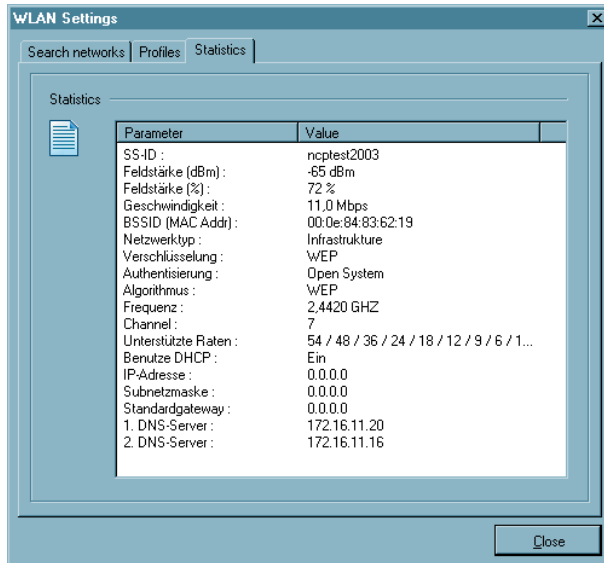 WLAN Settings
Search networks Profiles Statistics
Statistics
Parameter Value
SS-ID : ncptest2003
Feldstärke (dBm) : -65 dBm
Feldstärke (%) : 72 %
Geschwindigkeit : 11,0 Mbps
BSSID (MAC Addr) : 00:0e:84:83:62:19
Netzwerktyp : Infrastrukture
Verschlüsselung : WEP
Authentisierung : Open System
Algorithmus : WEP
Frequenz : 2,4420 GHZ
Channel : 7
Unterstützte Raten : 54 / 48 / 36 / 24 / 18 / 12 / 9 / 6 / 1...
Benutze DHCP : Ein
IP-Adresse : 0.0.0.0
Subnetzmaske : 0.0.0.0
Standardgateway : 0.0.0.0
1. DNS-Server : 172.16.11.20
2. DNS-Server : 172.16.11.16
Close